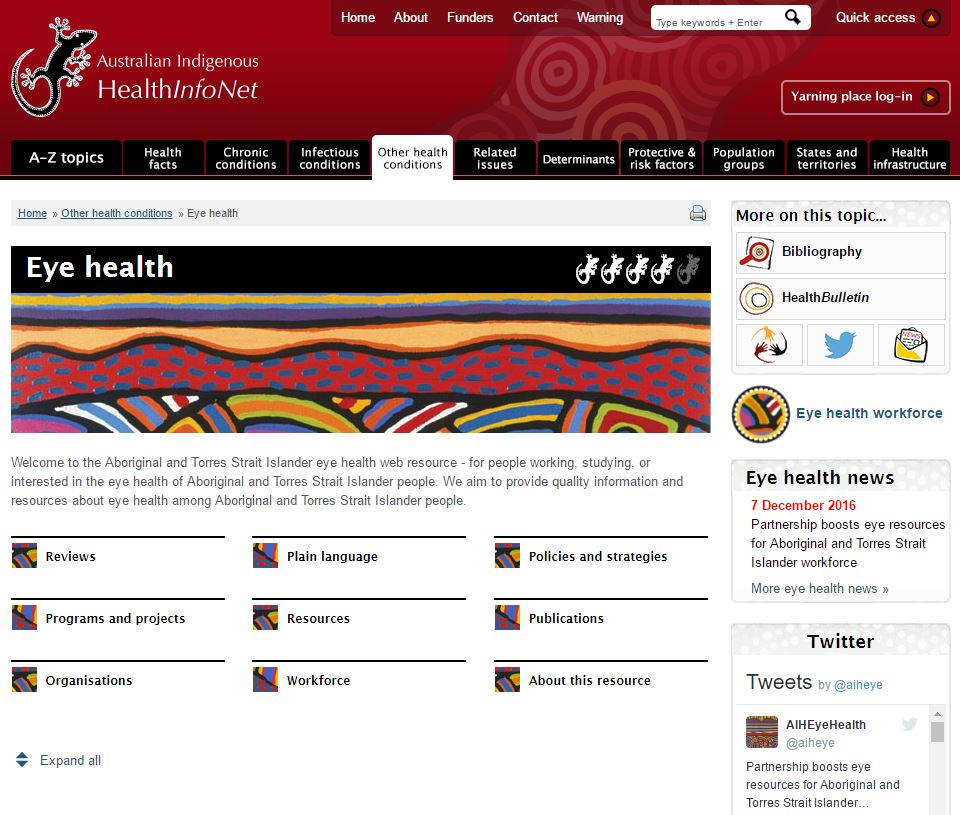 Home About Funders Contact Warning
Type keywords + Enter
Quick access
Australian Indigenous
HealthInfoNet
Yarning place log-in
A-Z topics
Health
facts
Chronic
conditions
Infectious
conditions
Other health
conditions
Related
issues
Determinants
Protective &
risk factors
Population
groups
States and
territories
Health
infrastructure
Home » Other health conditions » Eye health
Eye health
Welcome to the Aboriginal and Torres Strait Islander eye health web resource - for people working, studying, or
interested in the eye health of Aboriginal and Torres Strait Islander people. We aim to provide quality information and
resources about eye health among Aboriginal and Torres Strait Islander people.
Reviews
Plain language
Policies and strategies
Programs and projects
Resources
Publications
Organisations
Workforce
About this resource
Expand all
More on this topic...
Bibliography
HealthBulletin
NEWS
Eye health workforce
Eye health news
7 December 2016
Partnership boosts eye resources
for Aboriginal and Torres Strait
Islander workforce
More eye health news »
Twitter
Tweets by @aiheye
AIHEyeHealth
@aiheye
Partnership boosts eye
resources for Aboriginal and
Torres Strait Islander…